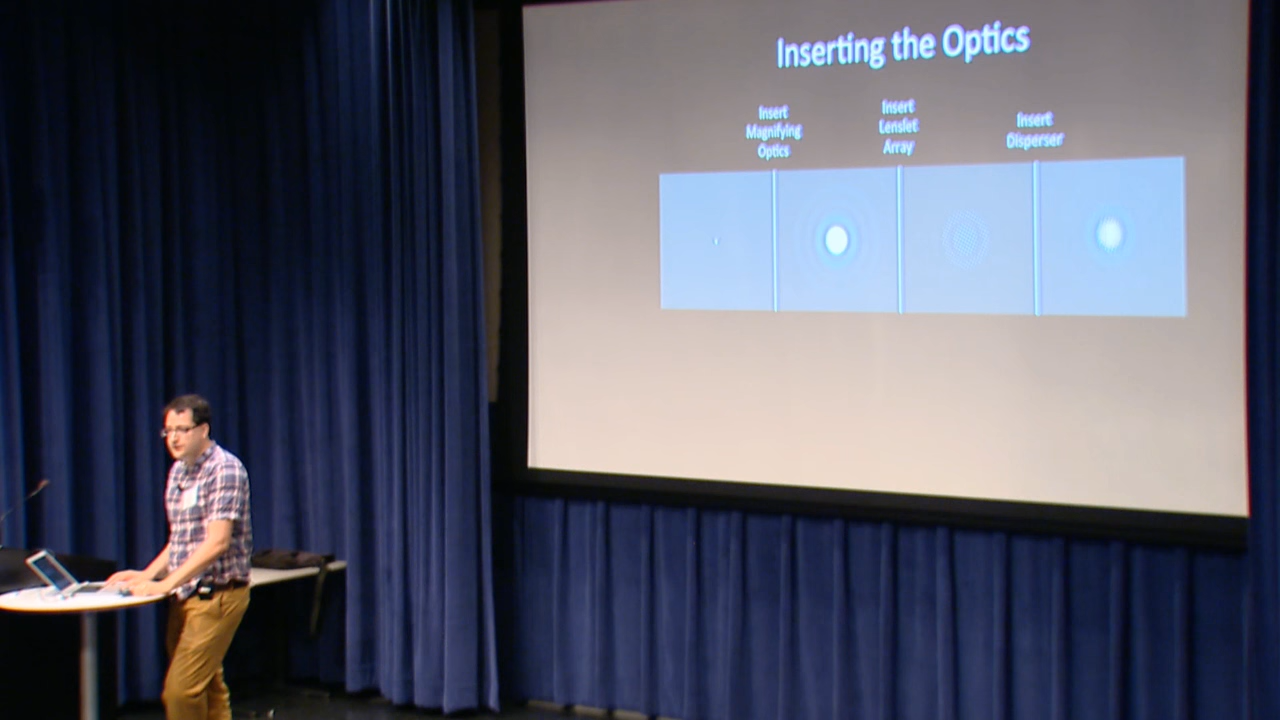 Inserting the Optics
Insert
Magnifying
Optics
Insert
Lenslet
Array
Insert
Disperser